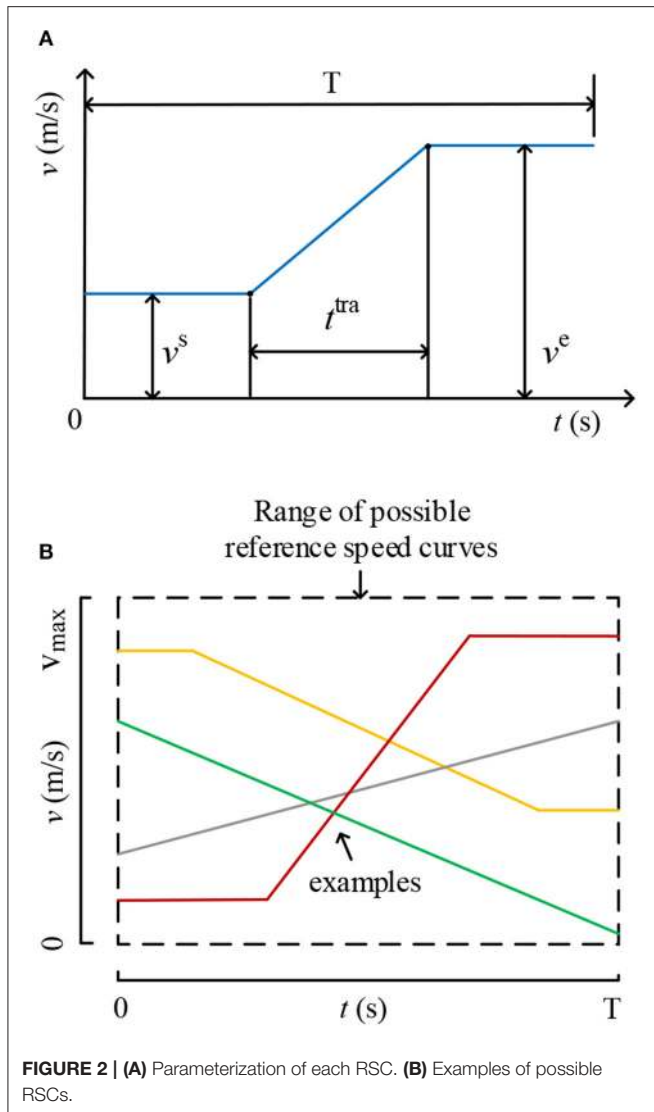 A
T
v (m/s)
t^tra
v^s
v^e
0
t (s)
Range of possible
reference speed curves
B
v_max
v (m/s)
examples
0
0
t (s)
T
FIGURE 2 | (A) Parameterization of each RSC. (B) Examples of possible
RSCs.